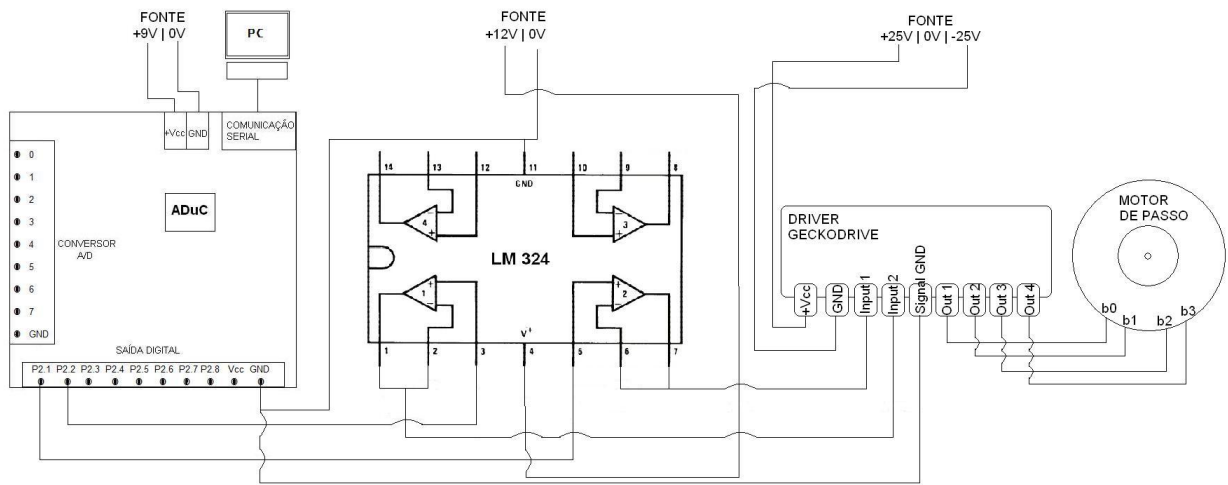 FONTE
+9V | 0V
PC
FONTE
+12V | 0V
FONTE
+25V | 0V | -25V
+Vcc
GND
COMUNICAÇÃO
SERIAL
0
1
2
3
4
5
6
7
GND
CONVERSOR
A/D
ADuC
SAÍDA DIGITAL
P2.1 P2.2 P2.3 P2.4 P2.5 P2.6 P2.7 P2.8 Vcc GND
14 13 12 11 10 9 8
GND
4
3
LM 324
1
2
V+
1 2 3 4 5 6 7
DRIVER
GECKODRIVE
+Vcc
GND
Input 1
Input 2
Signal GND
Out 1
Out 2
Out 3
Out 4
MOTOR
DE PASSO
b0
b1
b2
b3